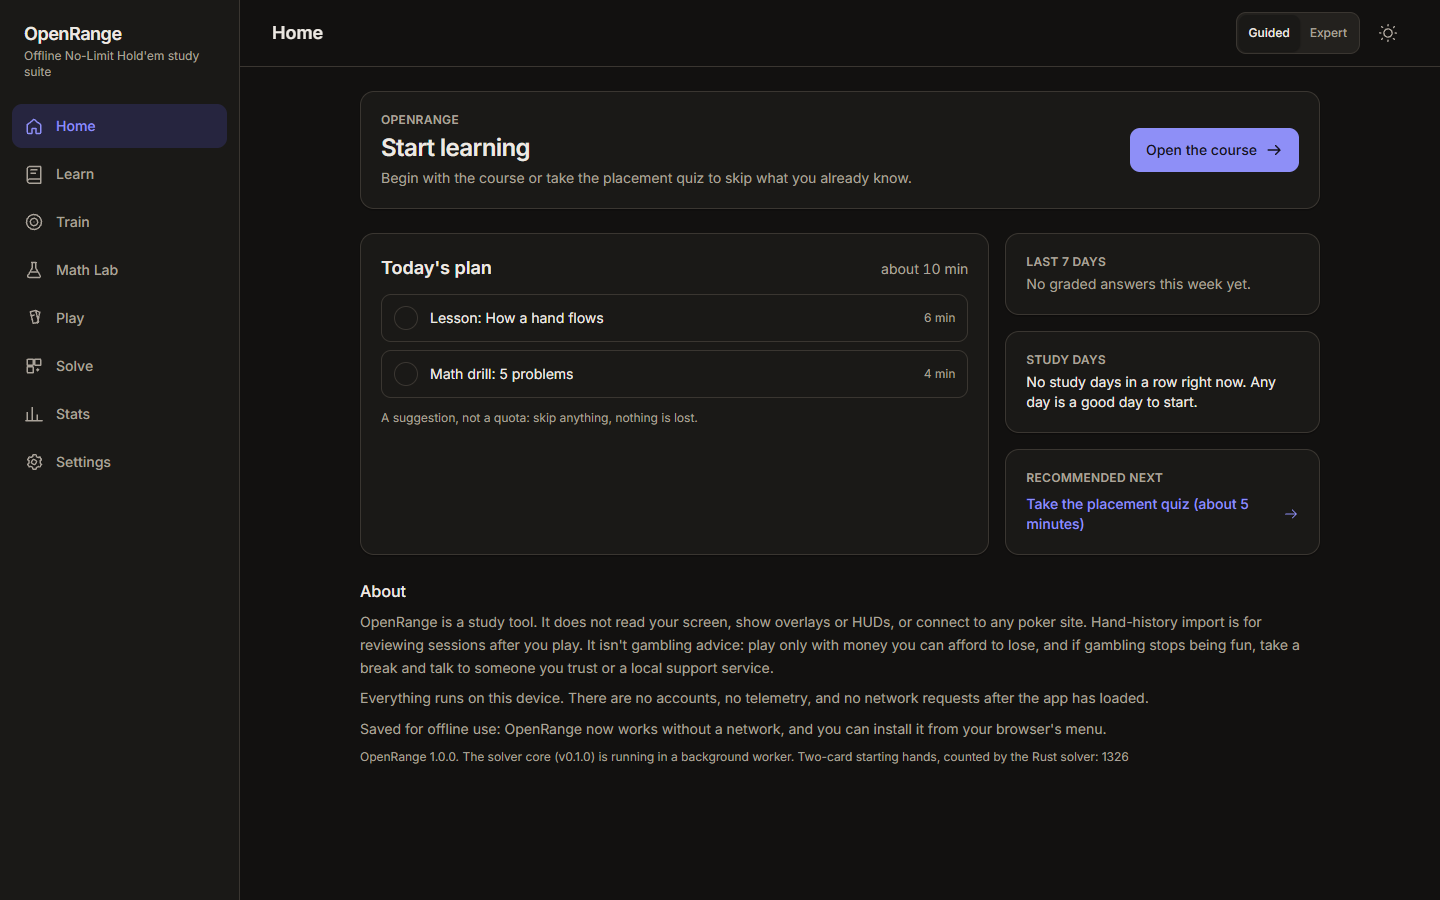 OpenRange
Offline No-Limit Hold'em study
suite
Home
Learn
Train
Math Lab
Play
Solve
Stats
Settings
Home
Guided
Expert
OPENRANGE
Start learning
Begin with the course or take the placement quiz to skip what you already know.
Open the course
Today's plan
about 10 min
Lesson: How a hand flows
6 min
Math drill: 5 problems
4 min
A suggestion, not a quota: skip anything, nothing is lost.
LAST 7 DAYS
No graded answers this week yet.
STUDY DAYS
No study days in a row right now. Any
day is a good day to start.
RECOMMENDED NEXT
Take the placement quiz (about 5
minutes)
About
OpenRange is a study tool. It does not read your screen, show overlays or HUDs, or connect to any poker site. Hand-history import is for
reviewing sessions after you play. It isn't gambling advice: play only with money you can afford to lose, and if gambling stops being fun, take a
break and talk to someone you trust or a local support service.
Everything runs on this device. There are no accounts, no telemetry, and no network requests after the app has loaded.
Saved for offline use: OpenRange now works without a network, and you can install it from your browser's menu.
OpenRange 1.0.0. The solver core (v0.1.0) is running in a background worker. Two-card starting hands, counted by the Rust solver: 1326